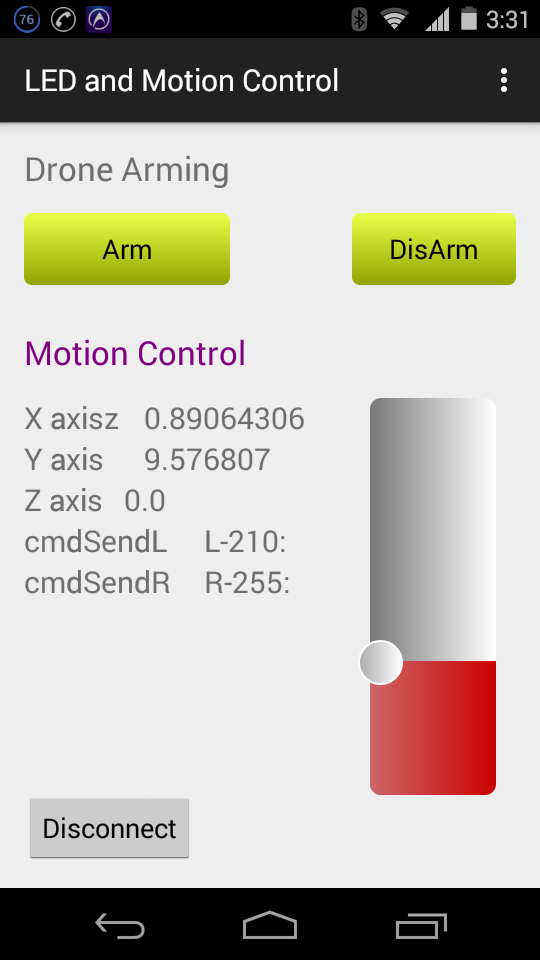 76 3:31
LED and Motion Control
Drone Arming
Arm DisArm
Motion Control
X axisz 0.89064306
Y axis 9.576807
Z axis 0.0
cmdSendL L-210:
cmdSendR R-255:
Disconnect